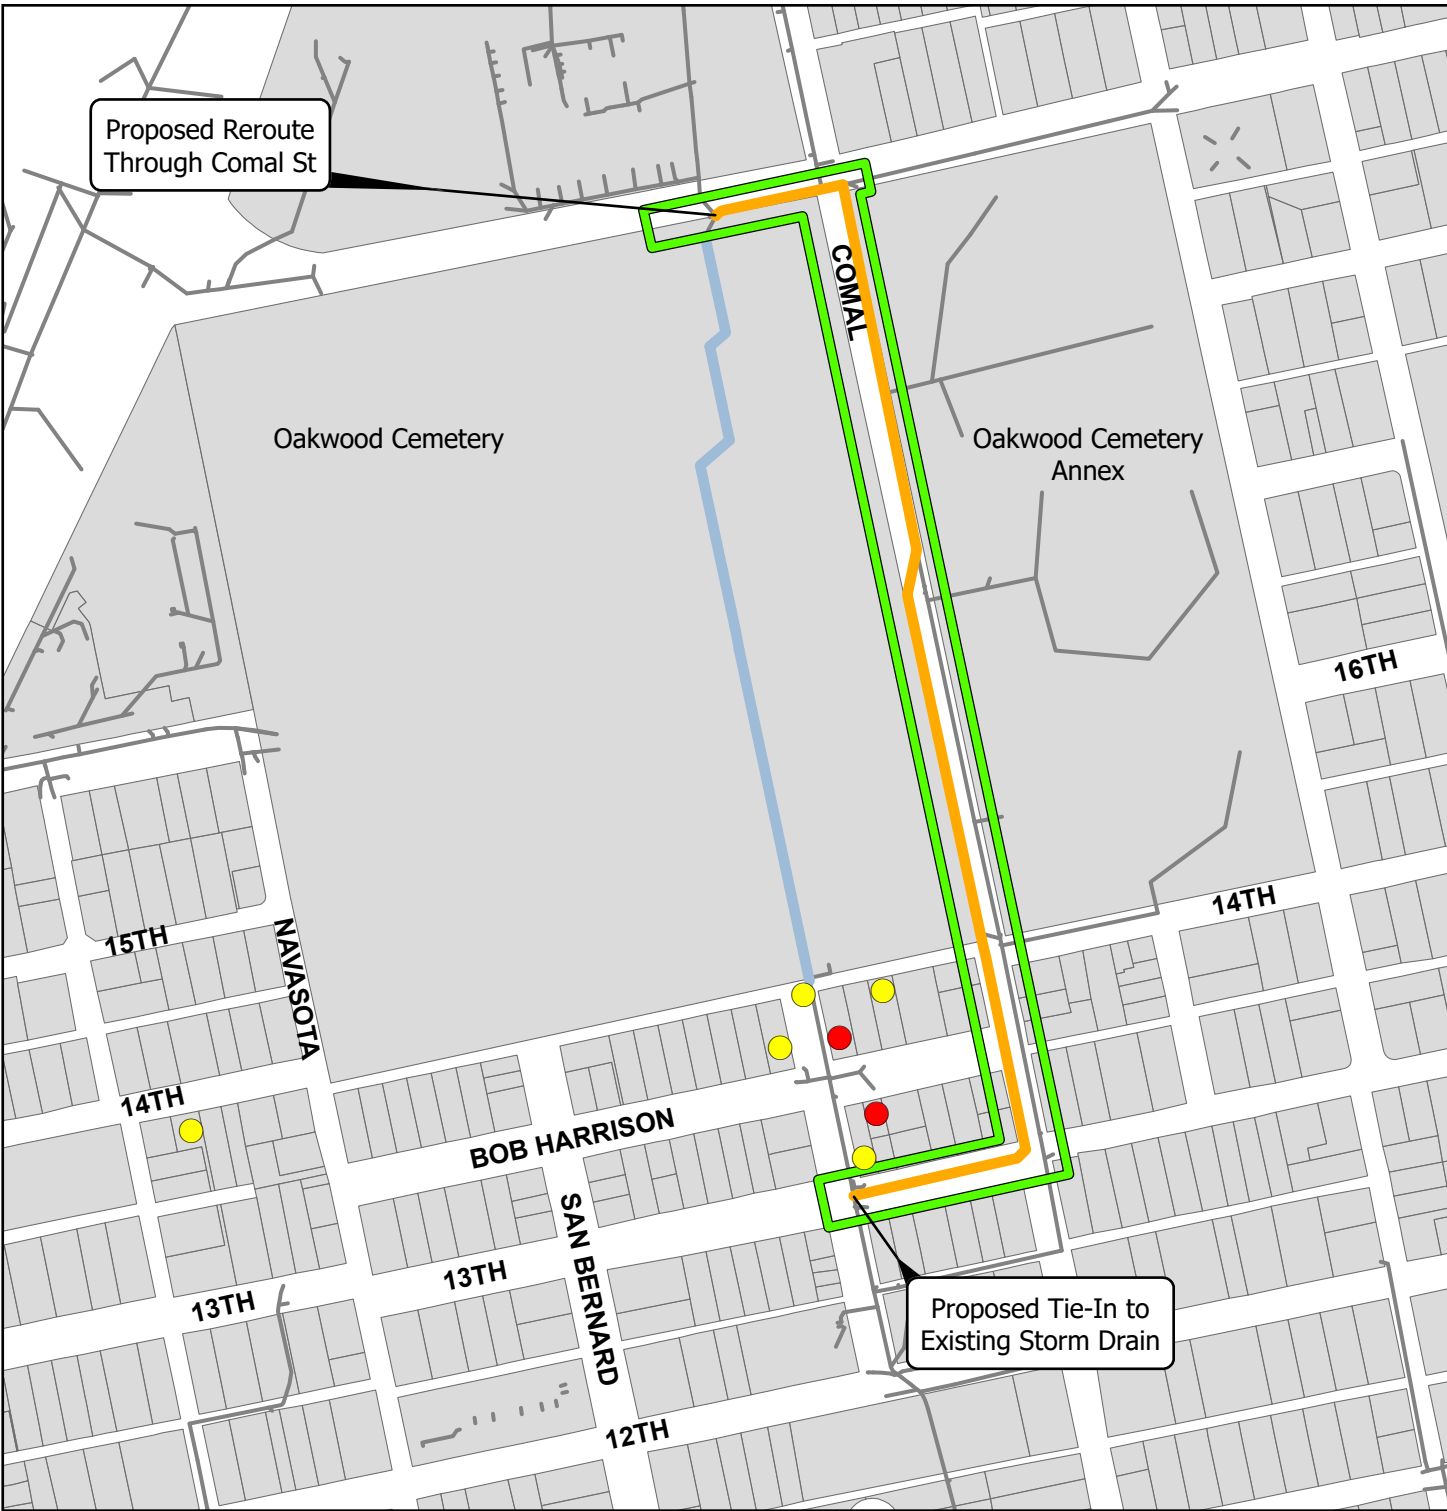 Proposed Reroute
Through Comal St
COMAL
Oakwood Cemetery
Oakwood Cemetery
Annex
16TH
14TH
15TH
NAVASOTA
14TH
BOB HARRISON
SAN BERNARD
13TH
13TH
Proposed Tie-In to
Existing Storm Drain
12TH